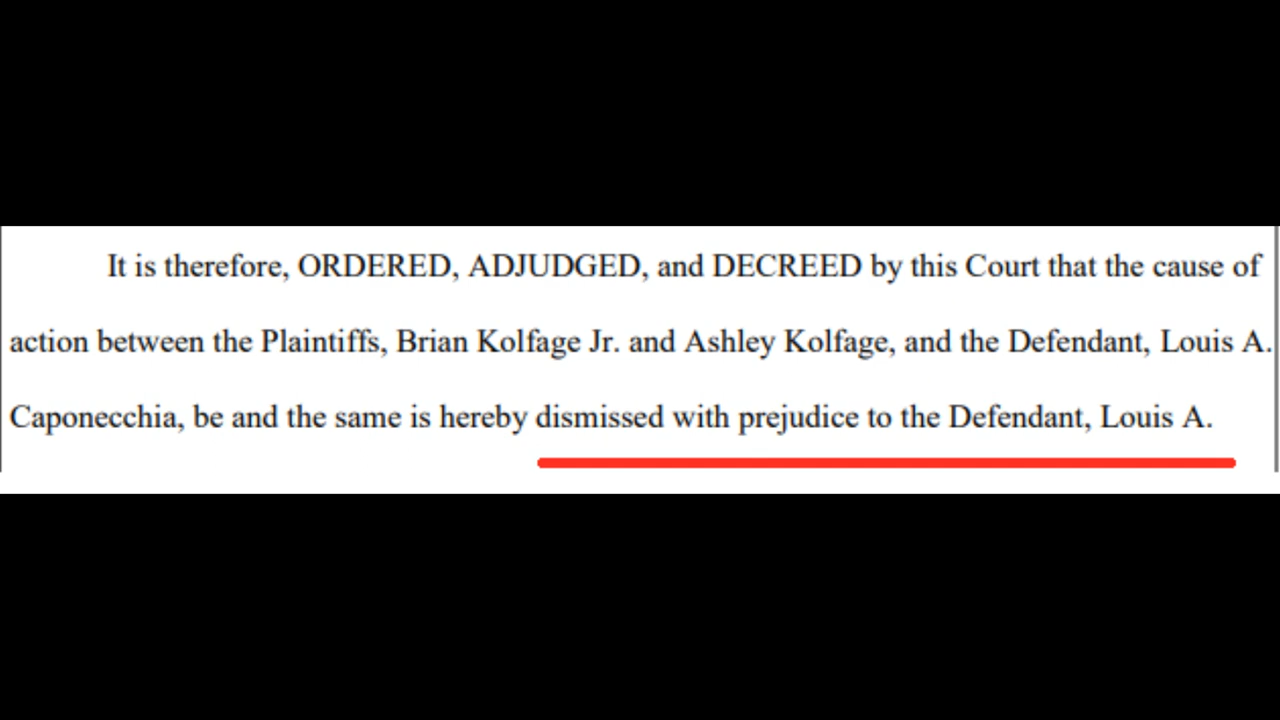 It is therefore, ORDERED, ADJUDGED, and DECREED by this Court that the cause of
action between the Plaintiffs, Brian Kolfage Jr. and Ashley Kolfage, and the Defendant, Louis A.
Caponecchia, be and the same is hereby dismissed with prejudice to the Defendant, Louis A.